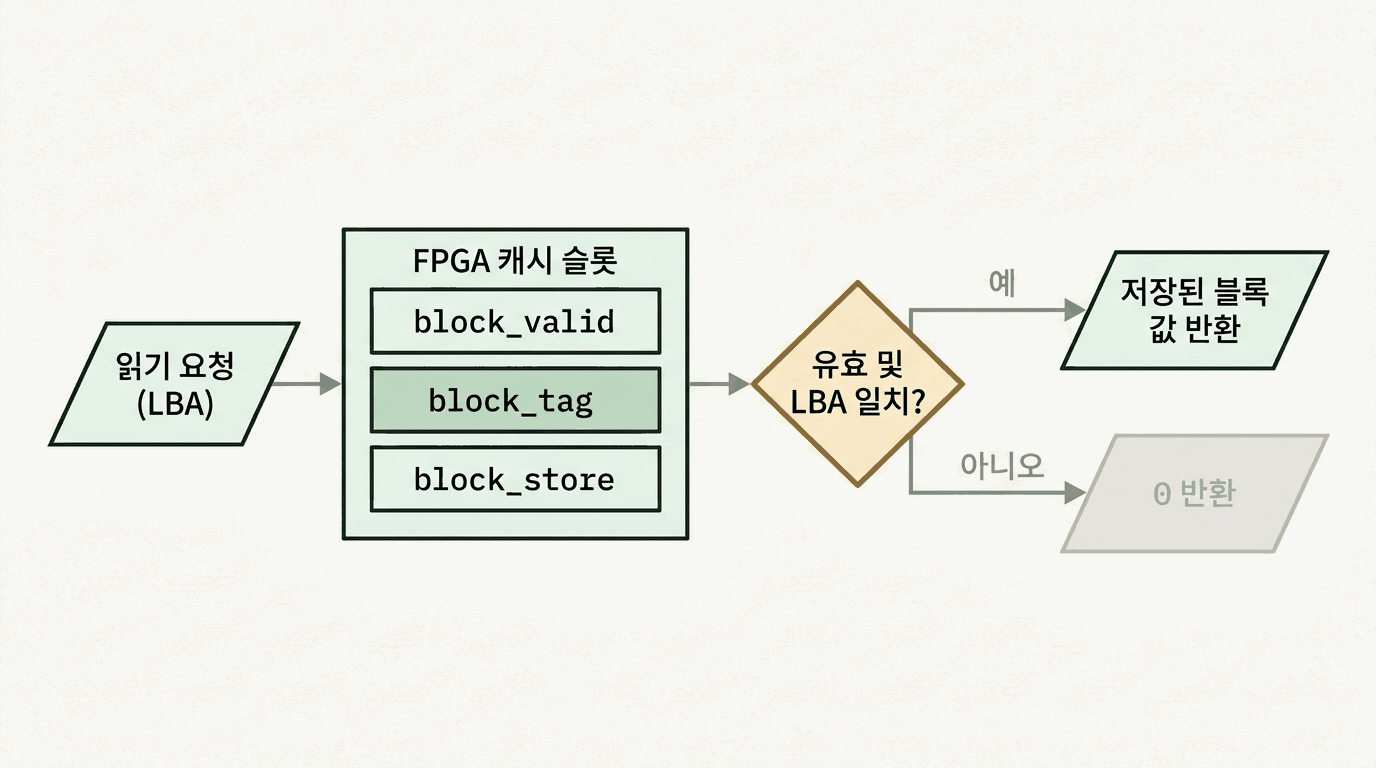 읽기 요청
(LBA)
FPGA 캐시 슬롯
block_valid
block_tag
block_store
유효 및
LBA 일치?
예
저장된 블록
값 반환
아니오
0 반환